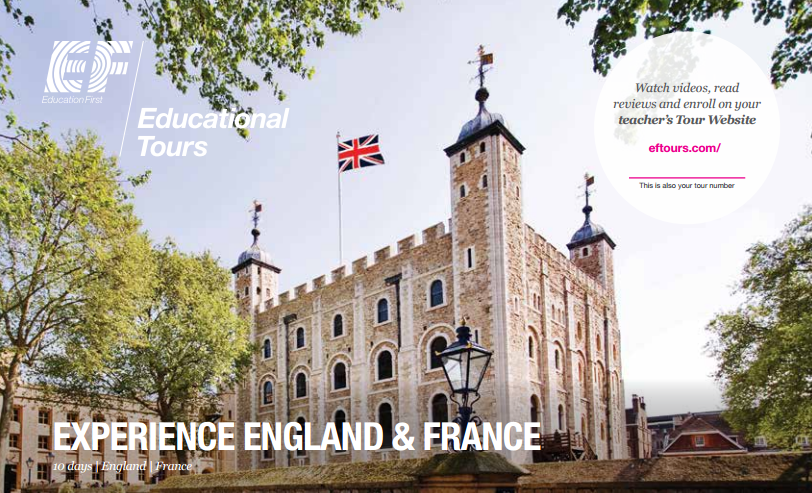 EF
Education First
Educational
Tours
Watch videos, read
reviews and enroll on your
teacher's Tour Website
eftours.com/
This is also your tour number
EXPERIENCE ENGLAND & FRANCE
10 days | England | France